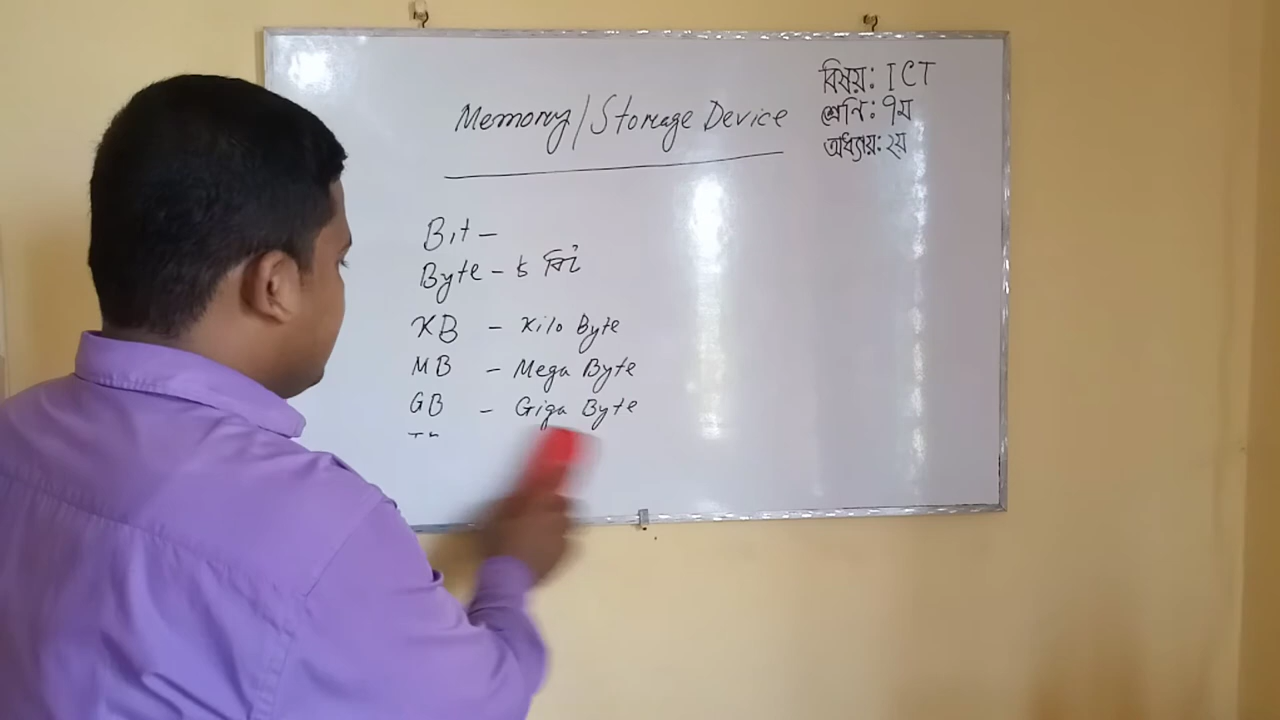 Memory/Storage Device
বিষয়: ICT
শ্রেণি: ৭ম
অধ্যায়: ২য়
Bit -
Byte - ৮ বিট
KB - Kilo Byte
MB - Mega Byte
GB - Giga Byte